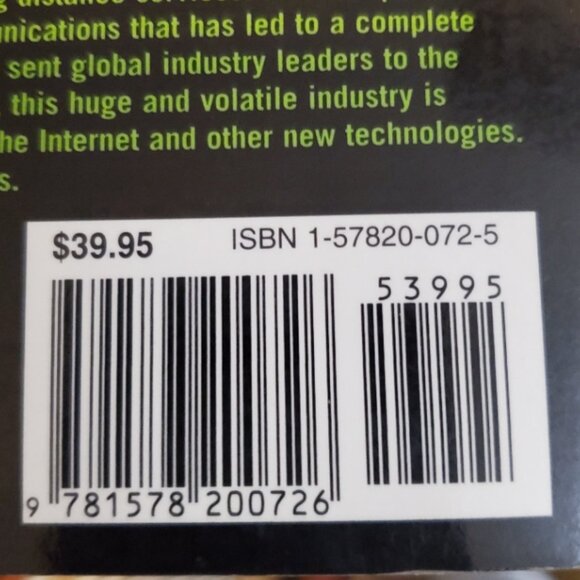 nications that has led to a complete
sent global industry leaders to the
this huge and volatile industry is
he Internet and other new technologies.
s.
$39.95 ISBN 1-57820-072-5
53995
9 781578 200726